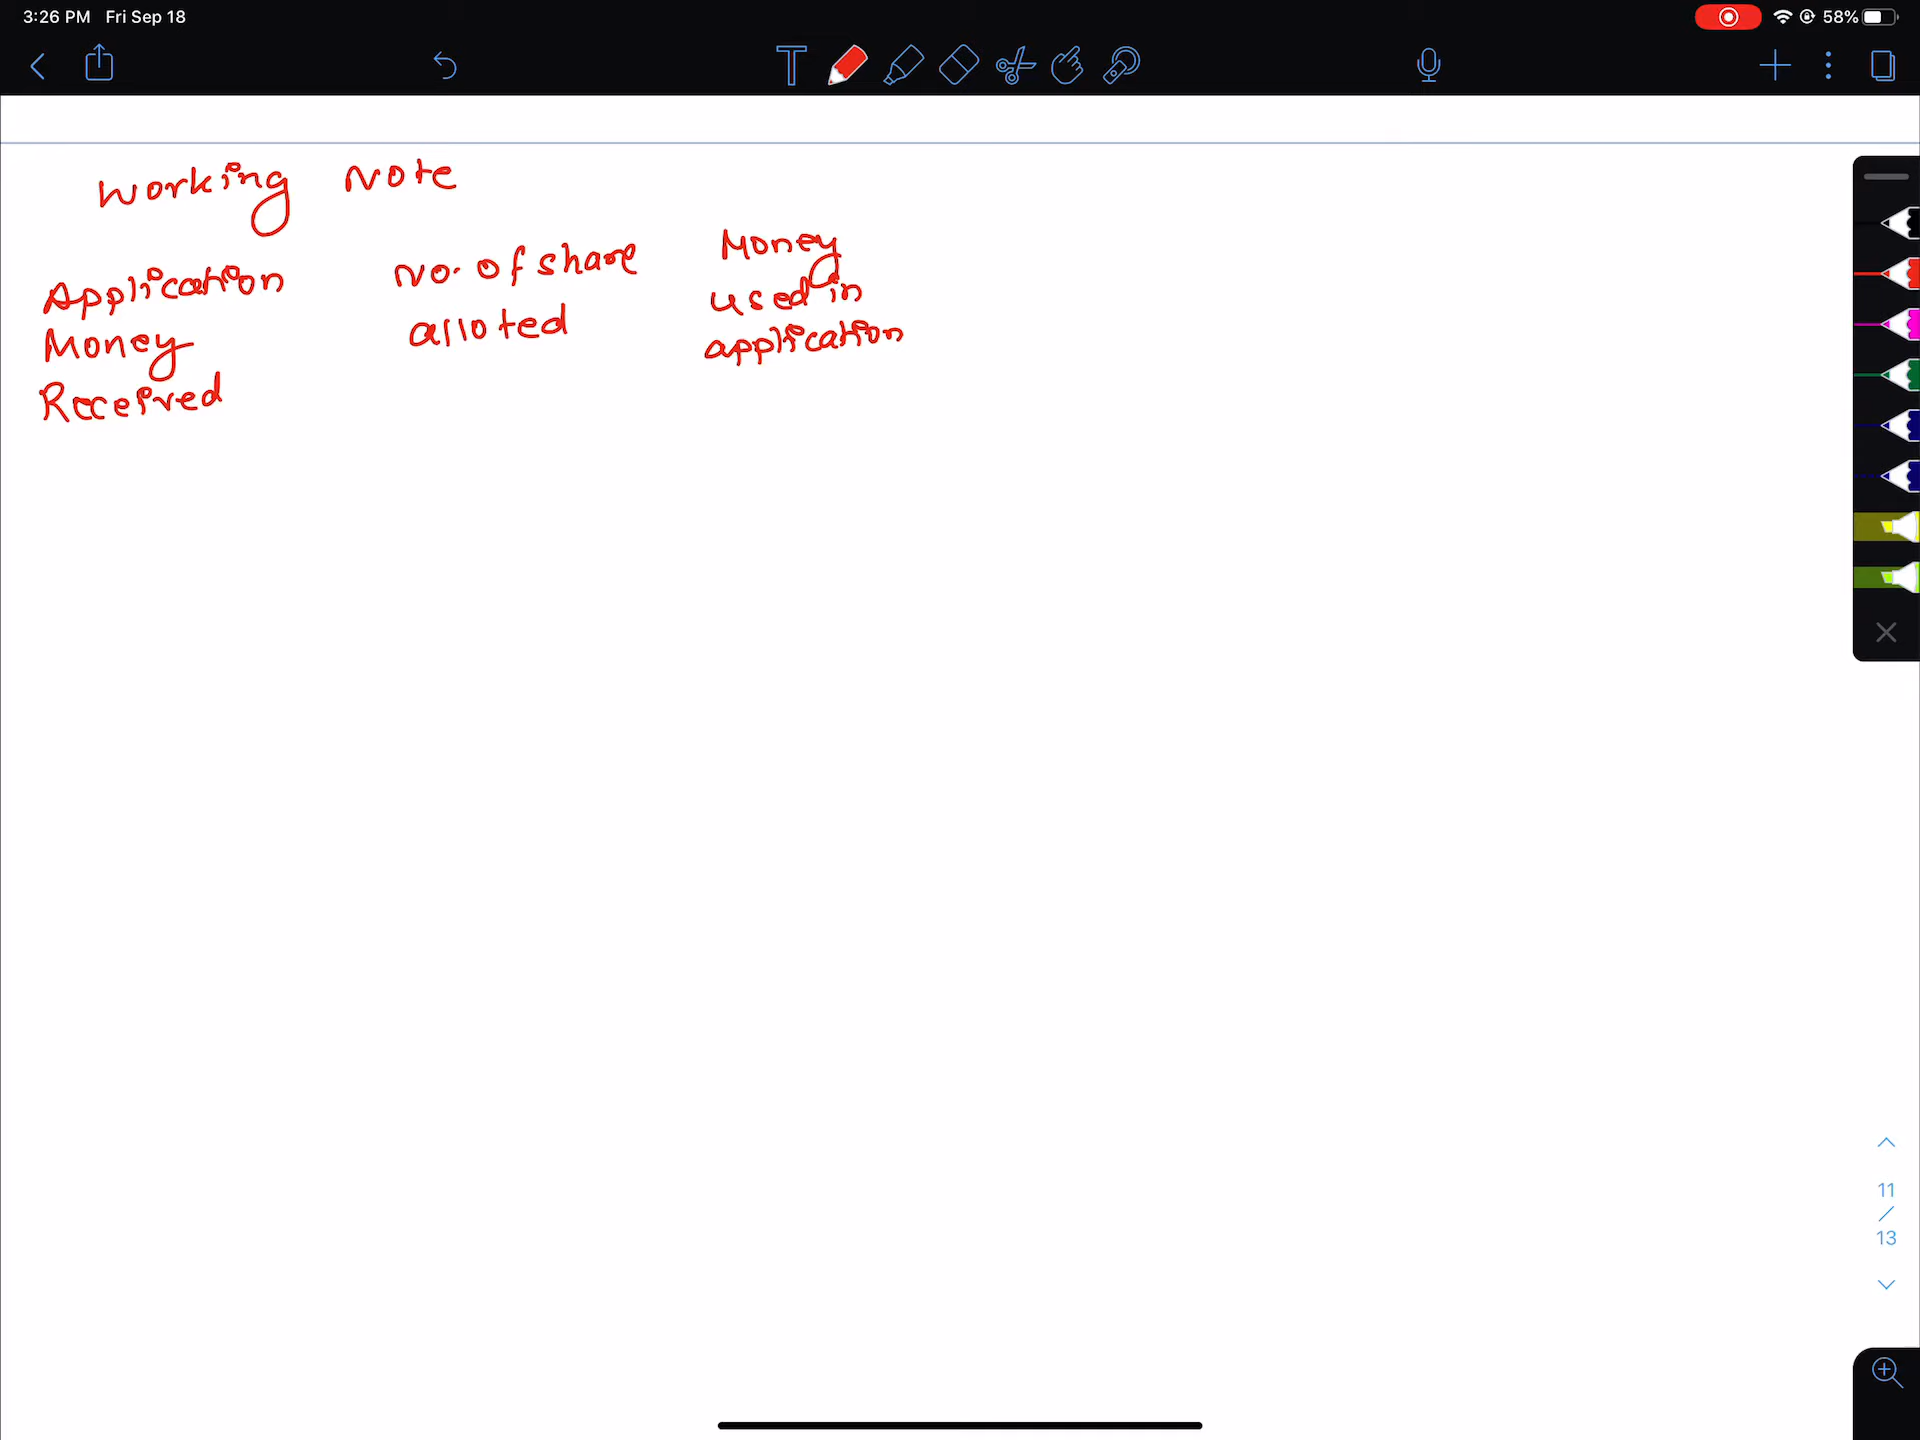 3:26 PM Fri Sep 18
58%
Working Note
Application
Money
Received
No. of share
alloted
Money
used in
application
11
/
13